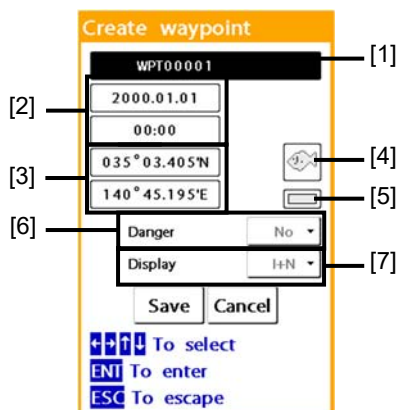 Create waypoint
WPT00001 [1]
[2] 2000.01.01
00:00
[3] 035°03.405'N [4]
140°45.195'E [5]
[6] Danger No
Display I+N [7]
Save Cancel
←→↑↓ To select
ENT To enter
ESC To escape